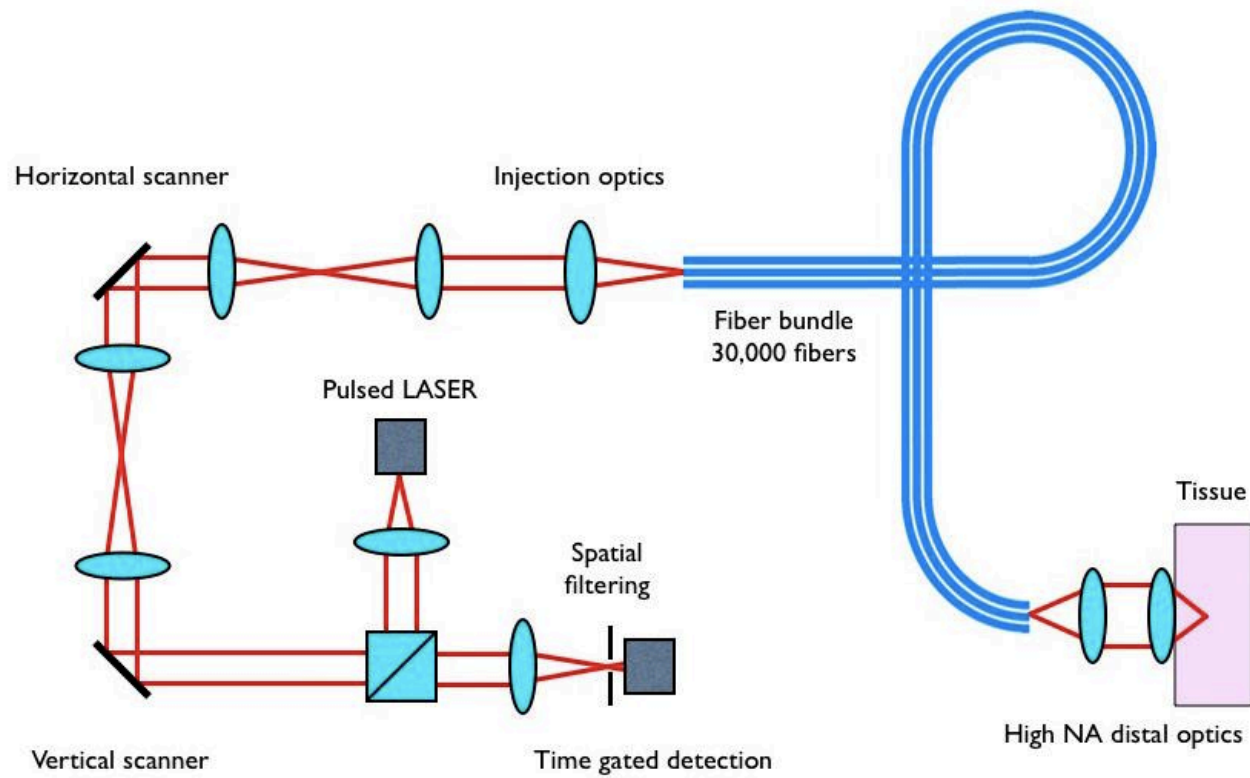 Horizontal scanner
Injection optics
Fiber bundle
30,000 fibers
Pulsed LASER
Tissue
Spatial
filtering
High NA distal optics
Vertical scanner
Time gated detection